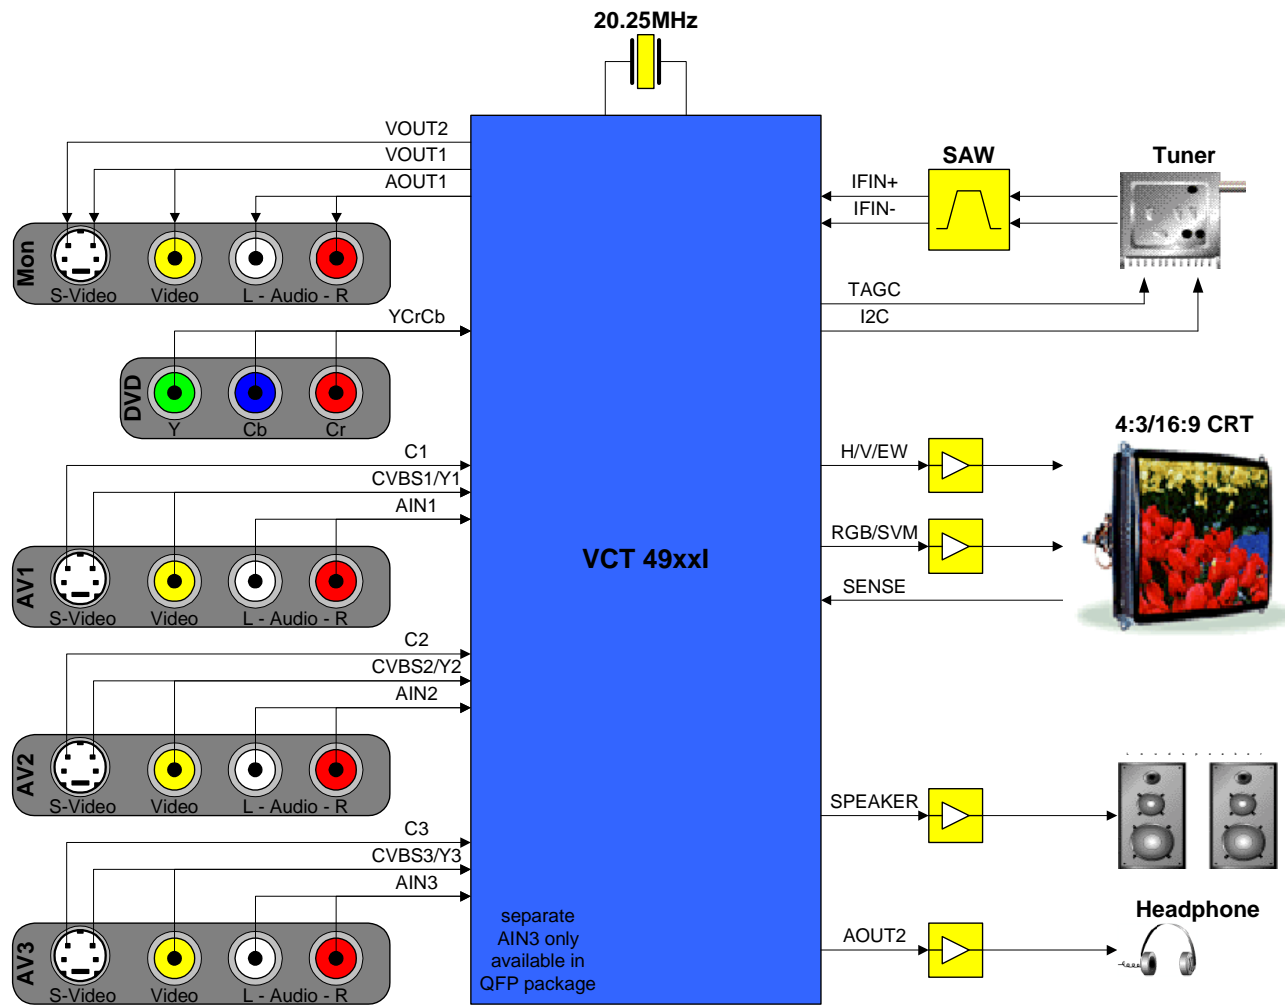 20.25MHz
VOUT2
VOUT1
AOUT1
Mon
S-Video
Video
L - Audio - R
YCrCb
DVD
Y
Cb
Cr
C1
CVBS1/Y1
AIN1
AV1
S-Video
Video
L - Audio - R
C2
CVBS2/Y2
AIN2
AV2
S-Video
Video
L - Audio - R
C3
CVBS3/Y3
AIN3
AV3
S-Video
Video
L - Audio - R
VCT 49xxI
separate
AIN3 only
available in
QFP package
SAW
Tuner
IFIN+
IFIN-
TAGC
I2C
4:3/16:9 CRT
H/V/EW
RGB/SVM
SENSE
SPEAKER
Headphone
AOUT2